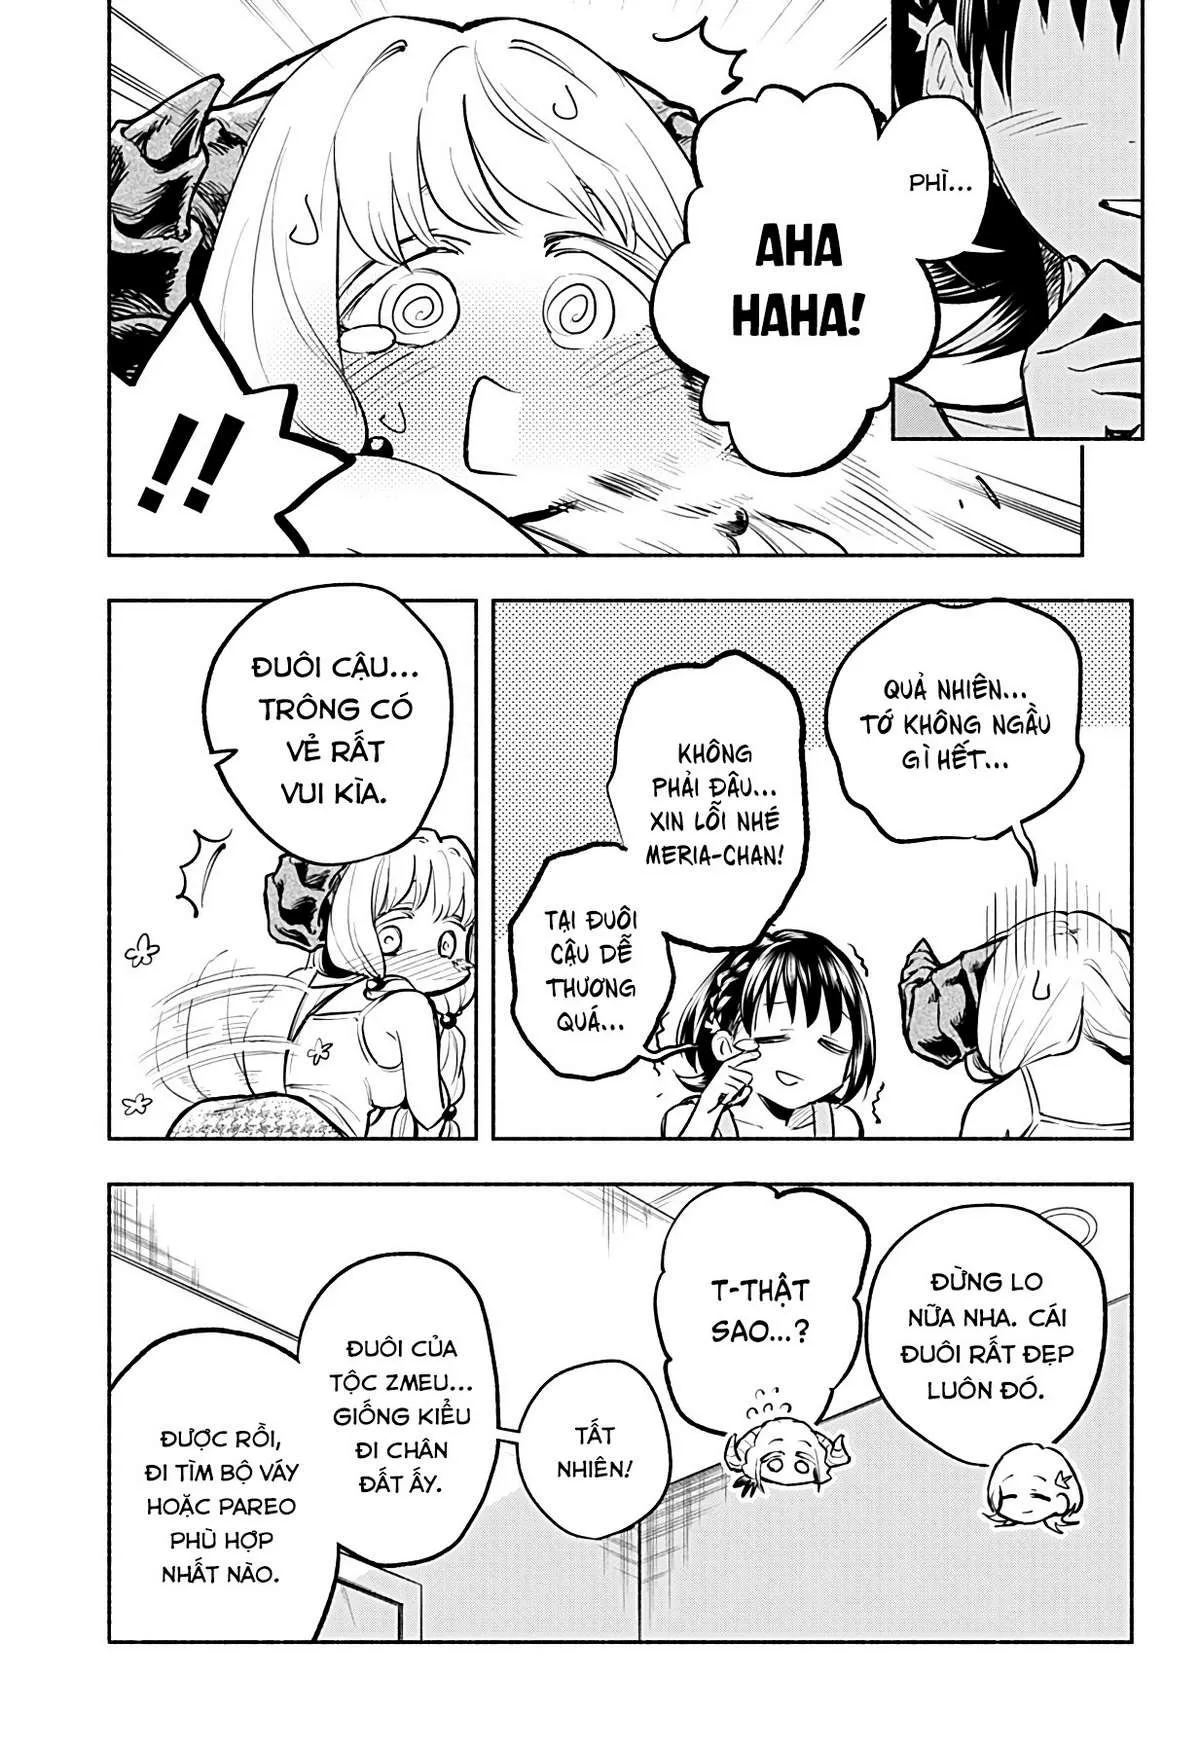 PHÌ...
AHA
HAHA!
!!
QUẢ NHIÊN...
TỚ KHÔNG NGẦU
GÌ HẾT...
KHÔNG
PHẢI ĐÂU...
XIN LỖI NHÉ
MERIA-CHAN!
TẠI ĐUÔI
CẬU DỄ
THƯƠNG
QUÁ...
ĐUÔI CẬU...
TRÔNG CÓ
VẺ RẤT
VUI KÌA.
ĐỪNG LO
NỮA NHA. CÁI
ĐUÔI RẤT ĐẸP
LUÔN ĐÓ.
T-THẬT
SAO...?
TẤT
NHIÊN!
ĐUÔI CỦA
TỘC ZMEU...
GIỐNG KIỂU
ĐI CHÂN
ĐẤT ẤY.
ĐƯỢC RỒI,
ĐI TÌM BỘ VÁY
HOẶC PAREO
PHÙ HỢP
NHẤT NÀO.